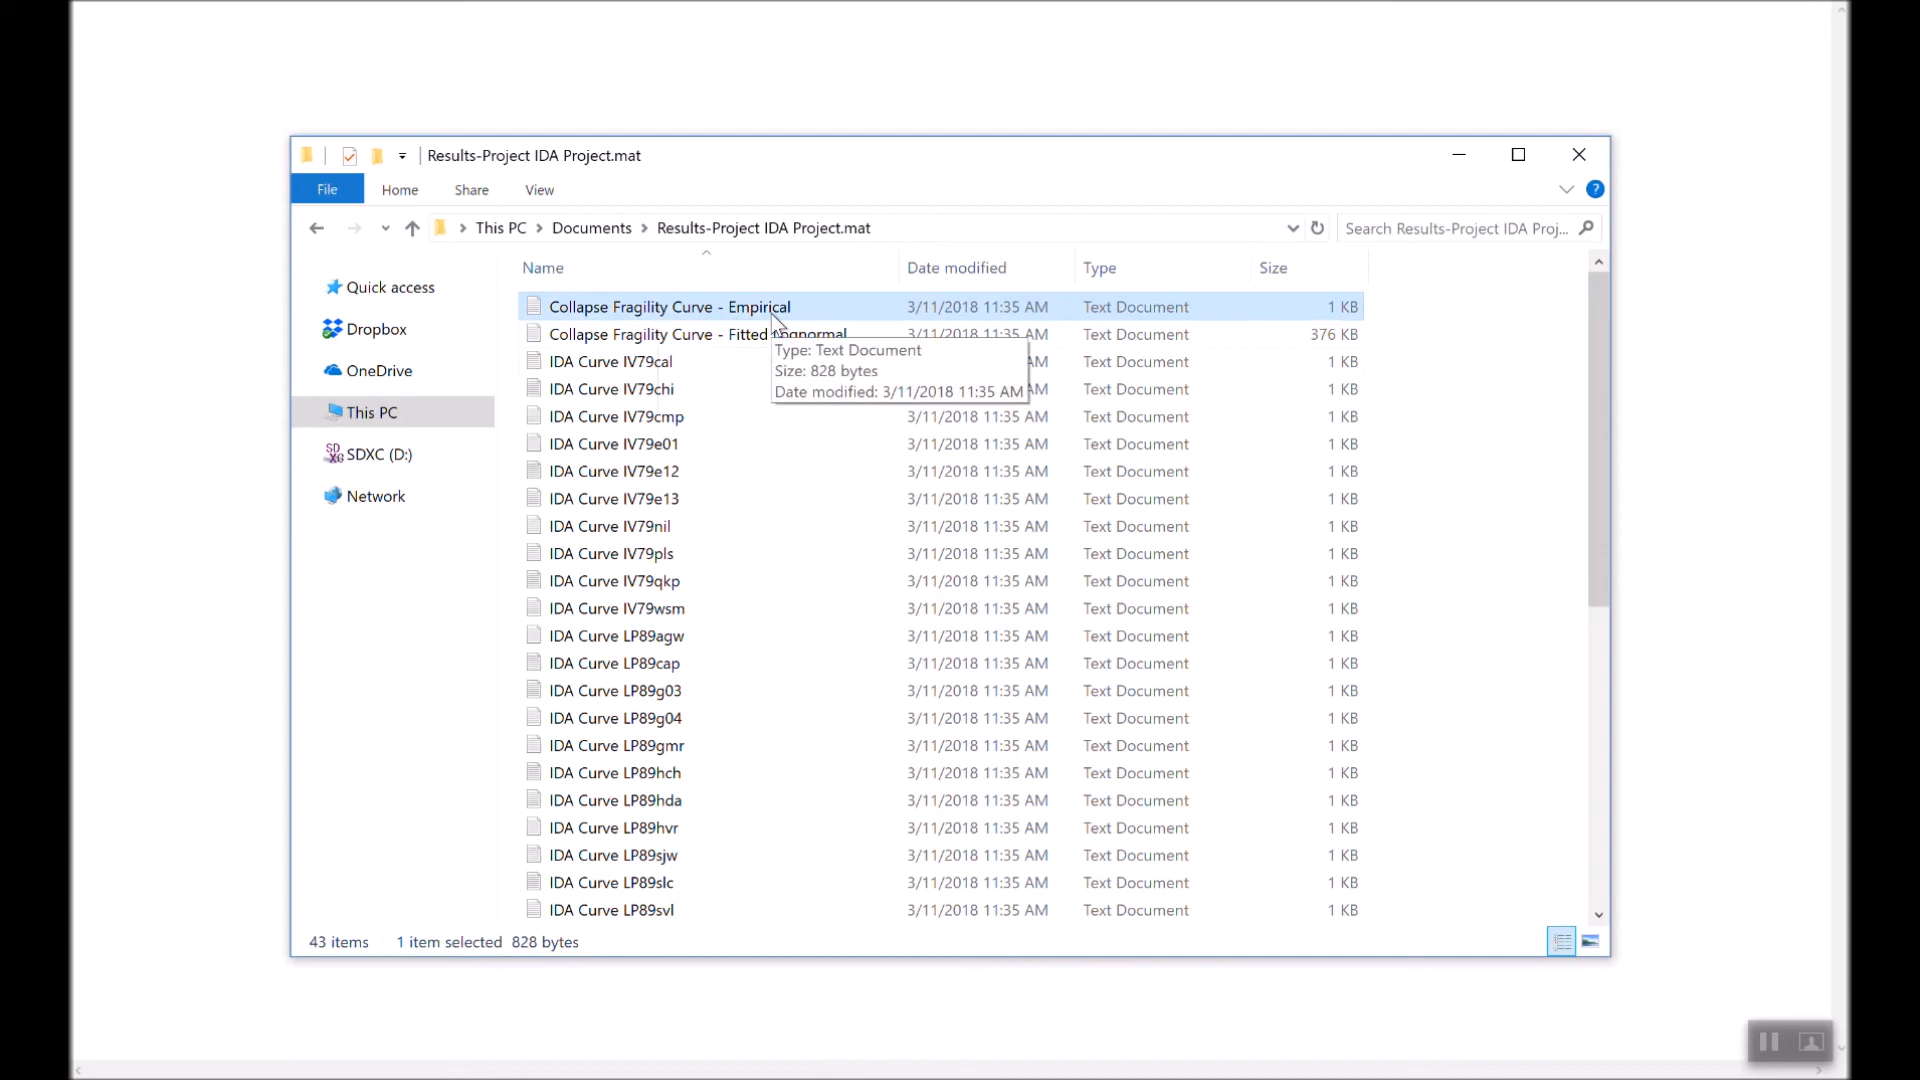 Results-Project IDA Project.mat
File Home Share View
This PC Documents Results-Project IDA Project.mat Search Results-Project IDA Proj...
Name Date modified Type Size
Quick access
Dropbox
OneDrive
This PC
SDXC (D:)
Network
Collapse Fragility Curve - Empirical 3/11/2018 11:35 AM Text Document 1 KB
Collapse Fragility Curve - Fitted Lognormal 3/11/2018 11:35 AM Text Document 376 KB
Type: Text Document
Size: 828 bytes
Date modified: 3/11/2018 11:35 AM
IDA Curve IV79cal AM Text Document 1 KB
IDA Curve IV79chi AM Text Document 1 KB
IDA Curve IV79cmp 3/11/2018 11:35 AM Text Document 1 KB
IDA Curve IV79e01 3/11/2018 11:35 AM Text Document 1 KB
IDA Curve IV79e12 3/11/2018 11:35 AM Text Document 1 KB
IDA Curve IV79e13 3/11/2018 11:35 AM Text Document 1 KB
IDA Curve IV79nil 3/11/2018 11:35 AM Text Document 1 KB
IDA Curve IV79pls 3/11/2018 11:35 AM Text Document 1 KB
IDA Curve IV79qkp 3/11/2018 11:35 AM Text Document 1 KB
IDA Curve IV79wsm 3/11/2018 11:35 AM Text Document 1 KB
IDA Curve LP89agw 3/11/2018 11:35 AM Text Document 1 KB
IDA Curve LP89cap 3/11/2018 11:35 AM Text Document 1 KB
IDA Curve LP89g03 3/11/2018 11:35 AM Text Document 1 KB
IDA Curve LP89g04 3/11/2018 11:35 AM Text Document 1 KB
IDA Curve LP89gmr 3/11/2018 11:35 AM Text Document 1 KB
IDA Curve LP89hch 3/11/2018 11:35 AM Text Document 1 KB
IDA Curve LP89hda 3/11/2018 11:35 AM Text Document 1 KB
IDA Curve LP89hvr 3/11/2018 11:35 AM Text Document 1 KB
IDA Curve LP89sjw 3/11/2018 11:35 AM Text Document 1 KB
IDA Curve LP89slc 3/11/2018 11:35 AM Text Document 1 KB
IDA Curve LP89svl 3/11/2018 11:35 AM Text Document 1 KB
43 items 1 item selected 828 bytes